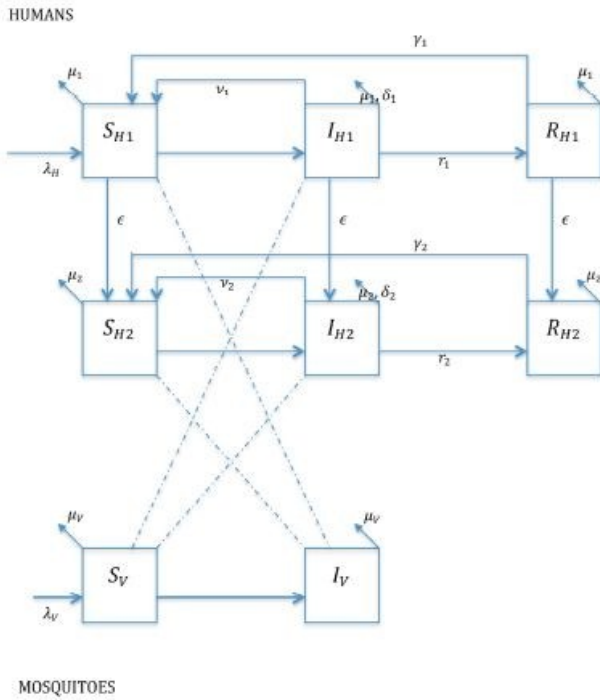 HUMANS
γ₁
μ₁
ν₁
μ₁, δ₁
μ₁
S_H1
I_H1
R_H1
λ_H
r₁
ϵ
ϵ
ϵ
γ₂
μ₂
ν₂
μ₂, δ₂
μ₂
S_H2
I_H2
R_H2
r₂
μ_V
μ_V
S_V
I_V
λ_V
MOSQUITOES